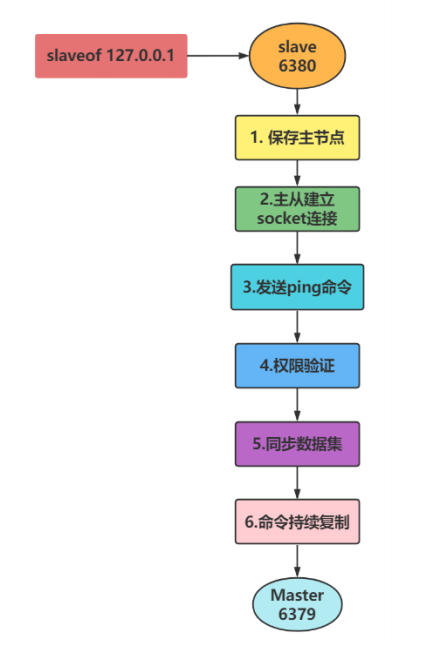 slaveof 127.0.0.1
slave
6380
1. 保存主节点
2.主从建立
socket连接
3.发送ping命令
4.权限验证
5.同步数据集
6.命令持续复制
Master
6379